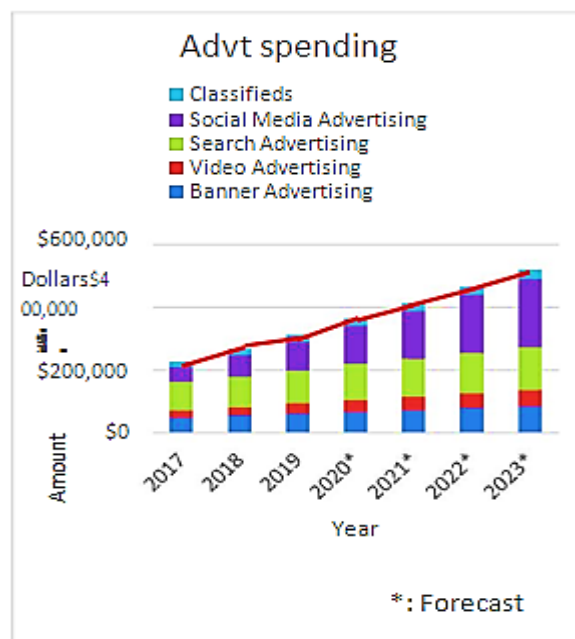 Advt spending
Classifieds
Social Media Advertising
Search Advertising
Video Advertising
Banner Advertising
$600,000
Dollars$4
00,000
$200,000
$0
Amount
2017
2018
2019
2020*
2021*
2022*
2023*
Year
*: Forecast